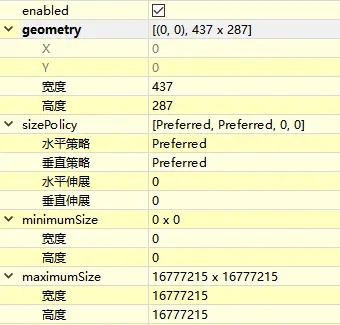 enabled
geometry [(0, 0), 437 x 287]
X 0
Y 0
宽度 437
高度 287
sizePolicy [Preferred, Preferred, 0, 0]
水平策略 Preferred
垂直策略 Preferred
水平伸展 0
垂直伸展 0
minimumSize 0 x 0
宽度 0
高度 0
maximumSize 16777215 x 16777215
宽度 16777215
高度 16777215